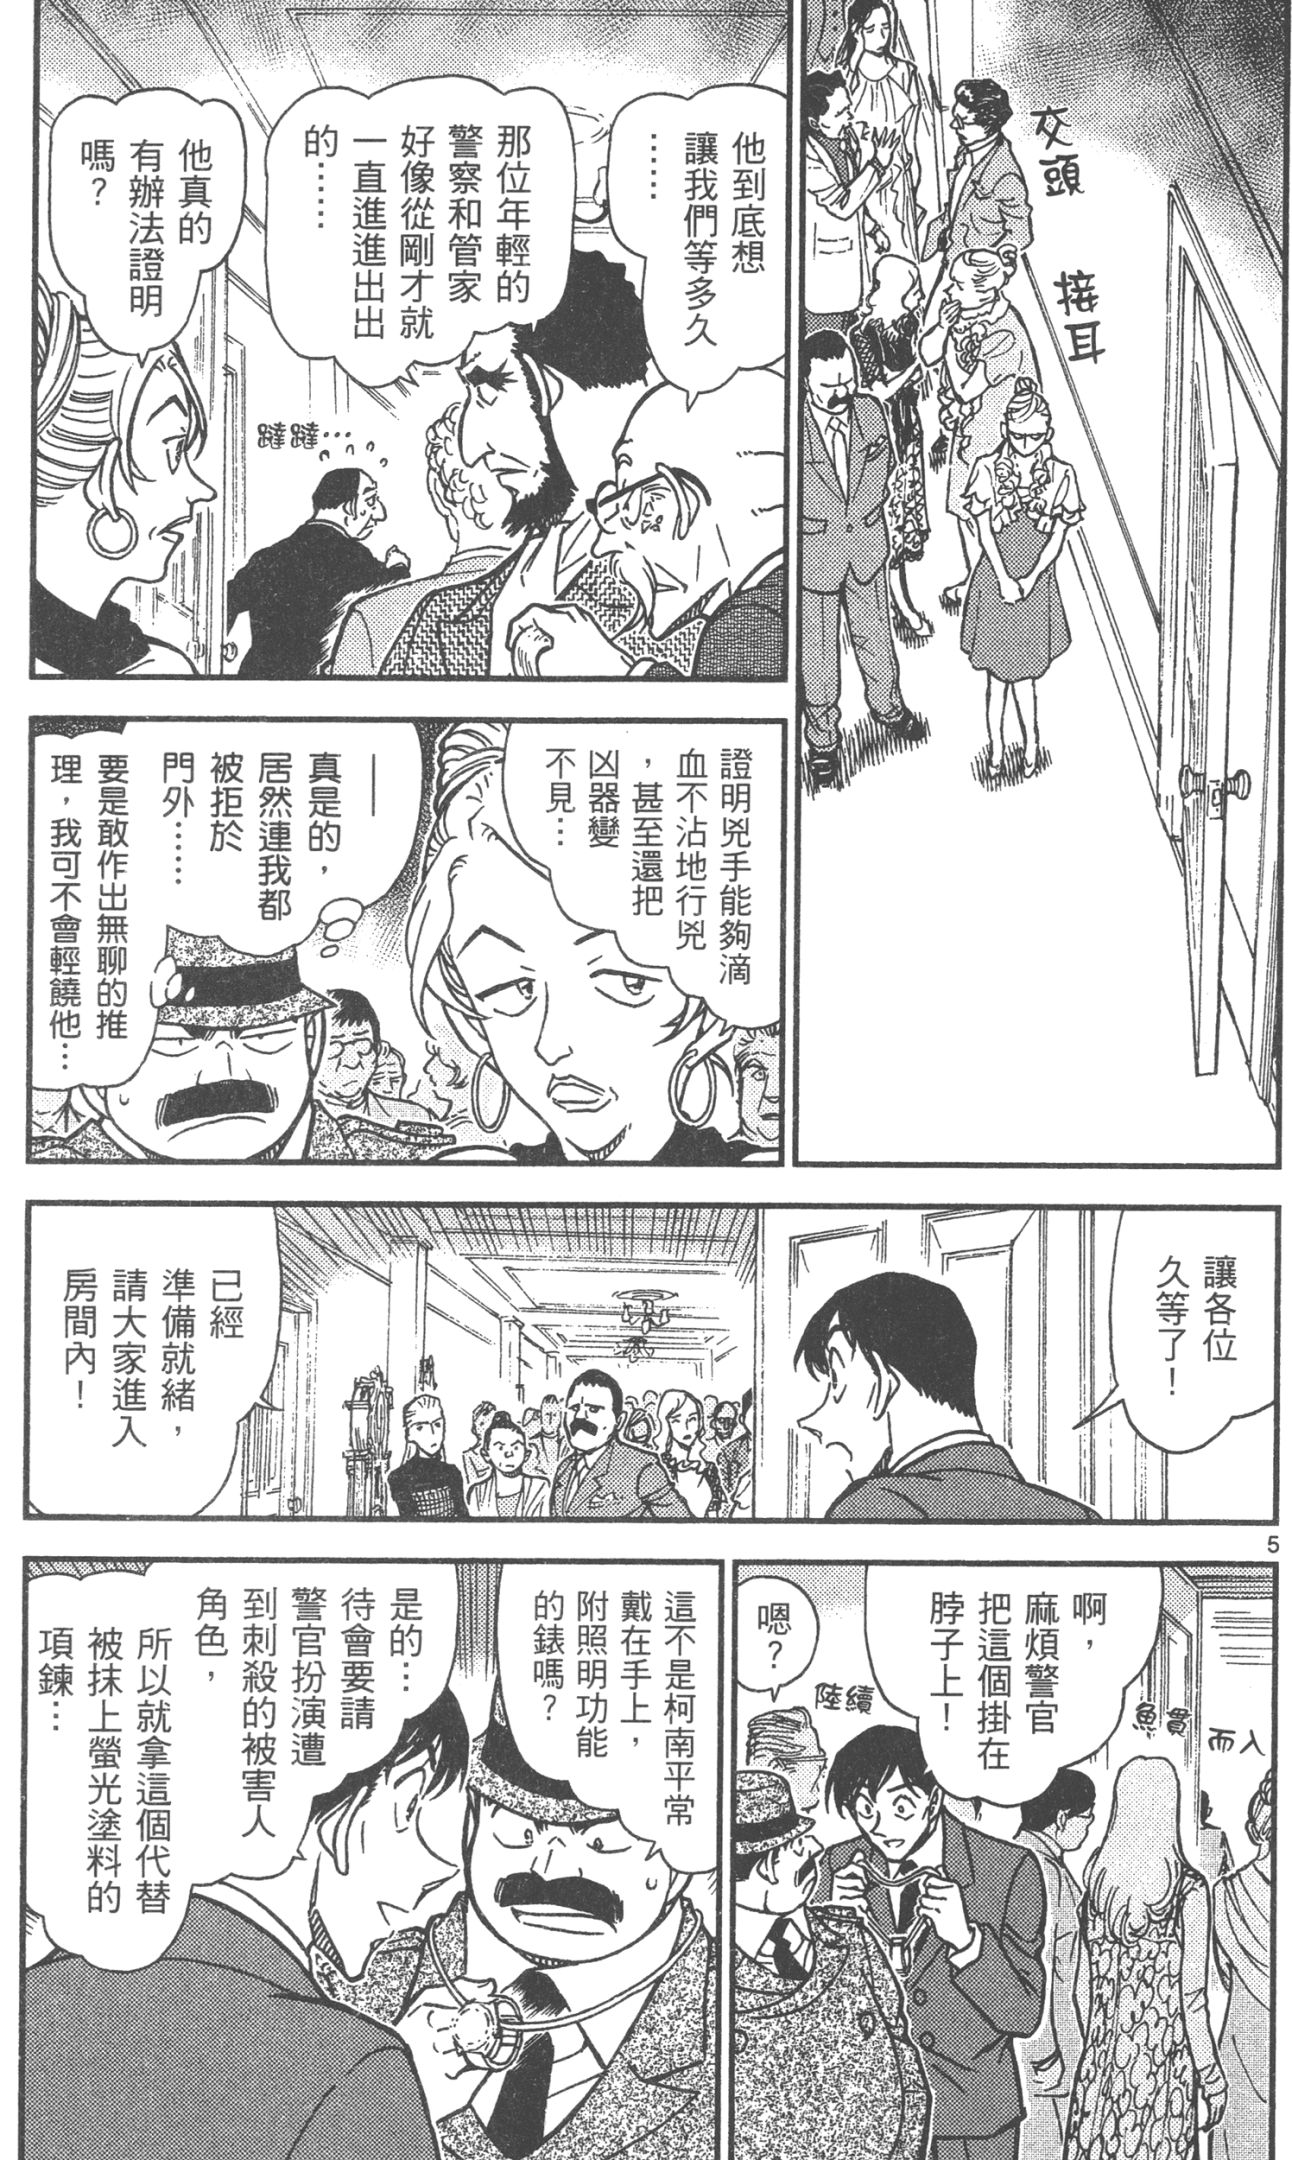 交頭
接耳
他到底想
讓我們等多久
……
那位年輕的
警察和管家
好像從剛才就
一直進進出出
的……
他真的
有辦法證明
嗎？
躂躂…
證明兇手能夠滴
血不沾地行兇
，甚至還把
凶器變
不見…
——
真是的，
居然連我都
被拒於
門外……
要是敢作出無聊的推
理，我可不會輕饒他…
讓各位
久等了！
已經
準備就緒，
請大家進入
房間內！
5
啊，
麻煩警官
把這個掛在
脖子上！
魚貫
而入
陸續
嗯？
這不是柯南平常
戴在手上，
附照明功能
的錶嗎？
是的…
待會要請
警官扮演遭
到刺殺的被害人
角色，
所以就拿這個代替
被抹上螢光塗料的
項鍊…